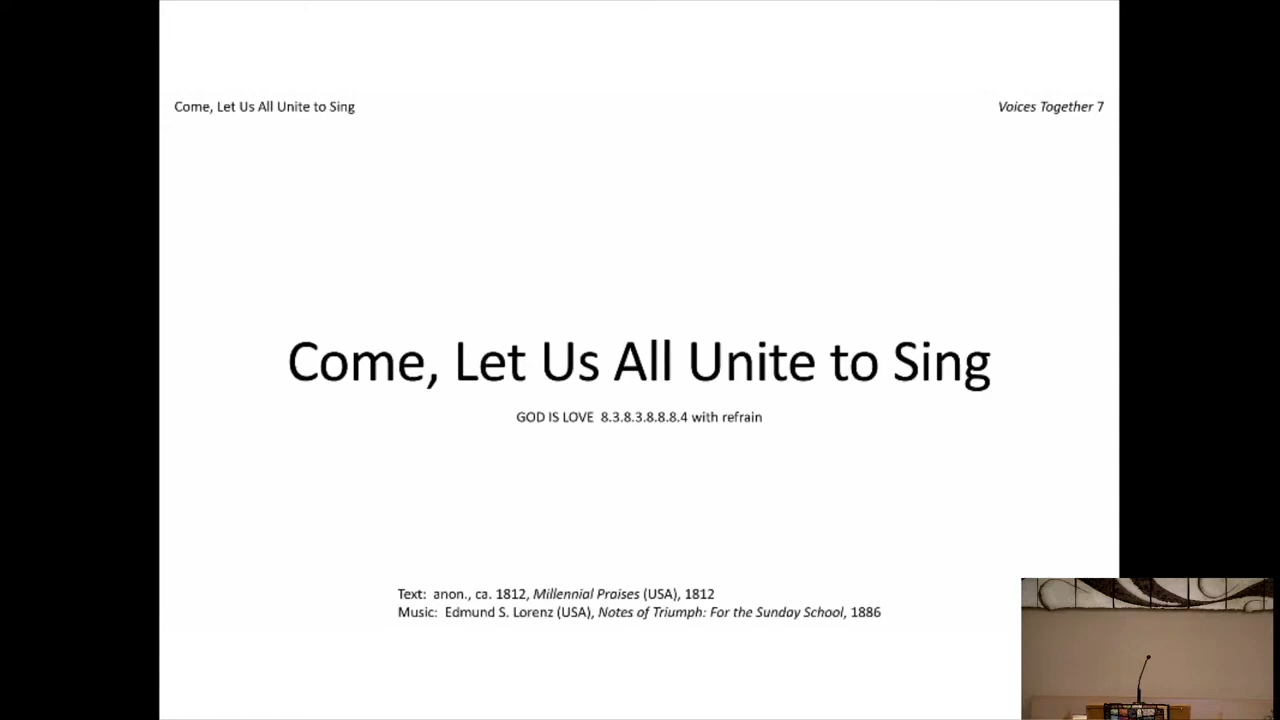 Come, Let Us All Unite to Sing
Voices Together 7
Come, Let Us All Unite to Sing
GOD IS LOVE 8.3.8.3.8.8.8.4 with refrain
Text: anon., ca. 1812, Millennial Praises (USA), 1812
Music: Edmund S. Lorenz (USA), Notes of Triumph: For the Sunday School, 1886